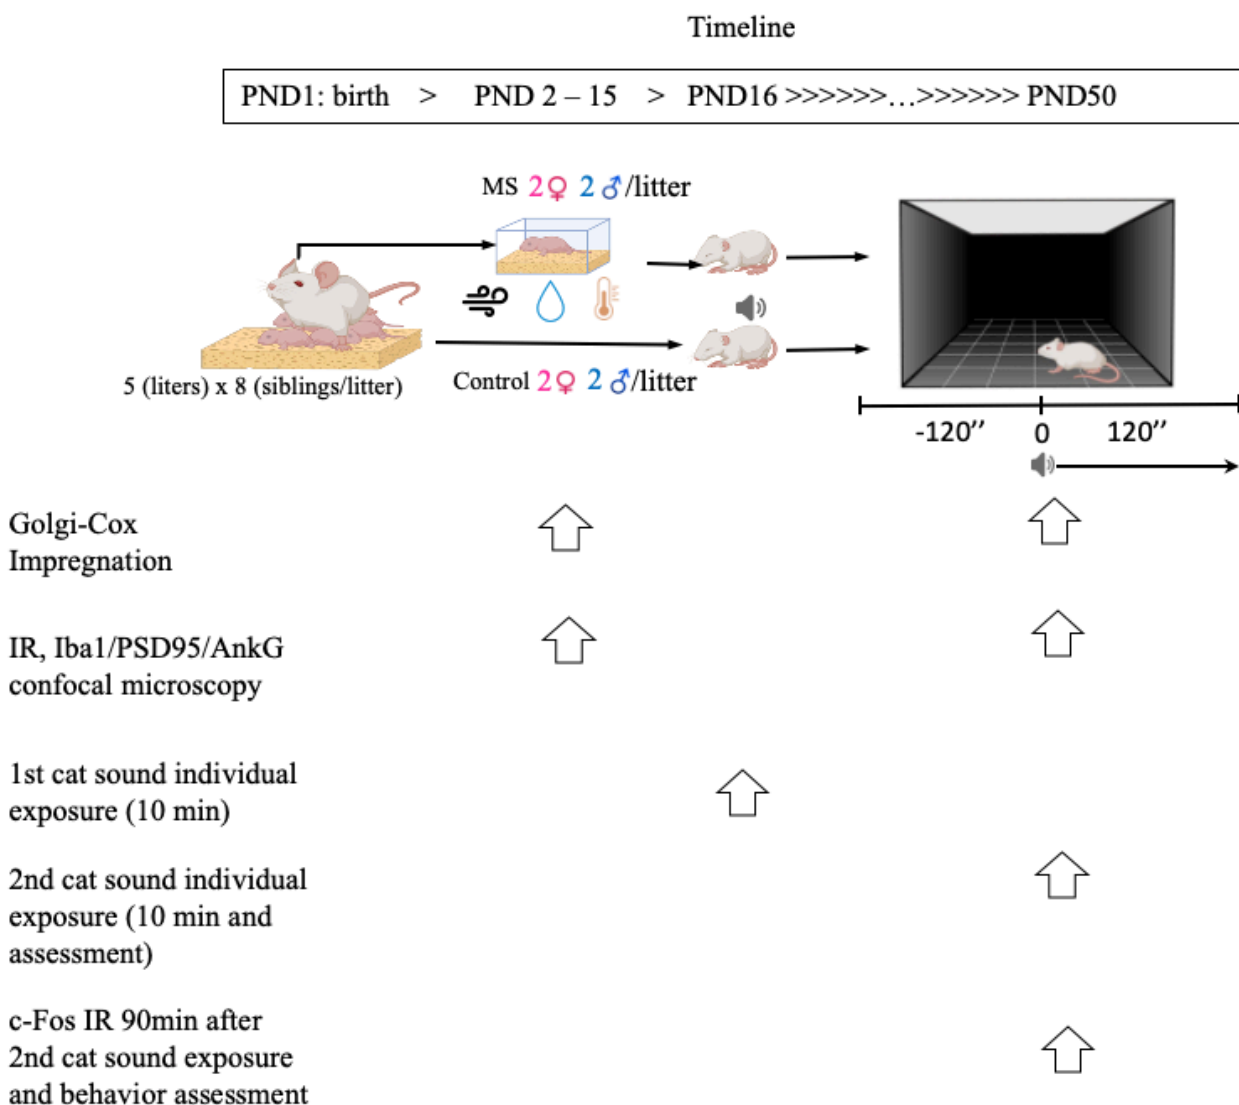 Timeline
PND1: birth > PND 2 – 15 > PND16 >>>>>>...>>>>>> PND50
MS 2♀ 2♂/litter
5 (liters) x 8 (siblings/litter)
Control 2♀ 2♂/litter
-120″ 0 120″
Golgi-Cox
Impregnation
IR, Iba1/PSD95/AnkG
confocal microscopy
1st cat sound individual
exposure (10 min)
2nd cat sound individual
exposure (10 min and
assessment)
c-Fos IR 90min after
2nd cat sound exposure
and behavior assessment